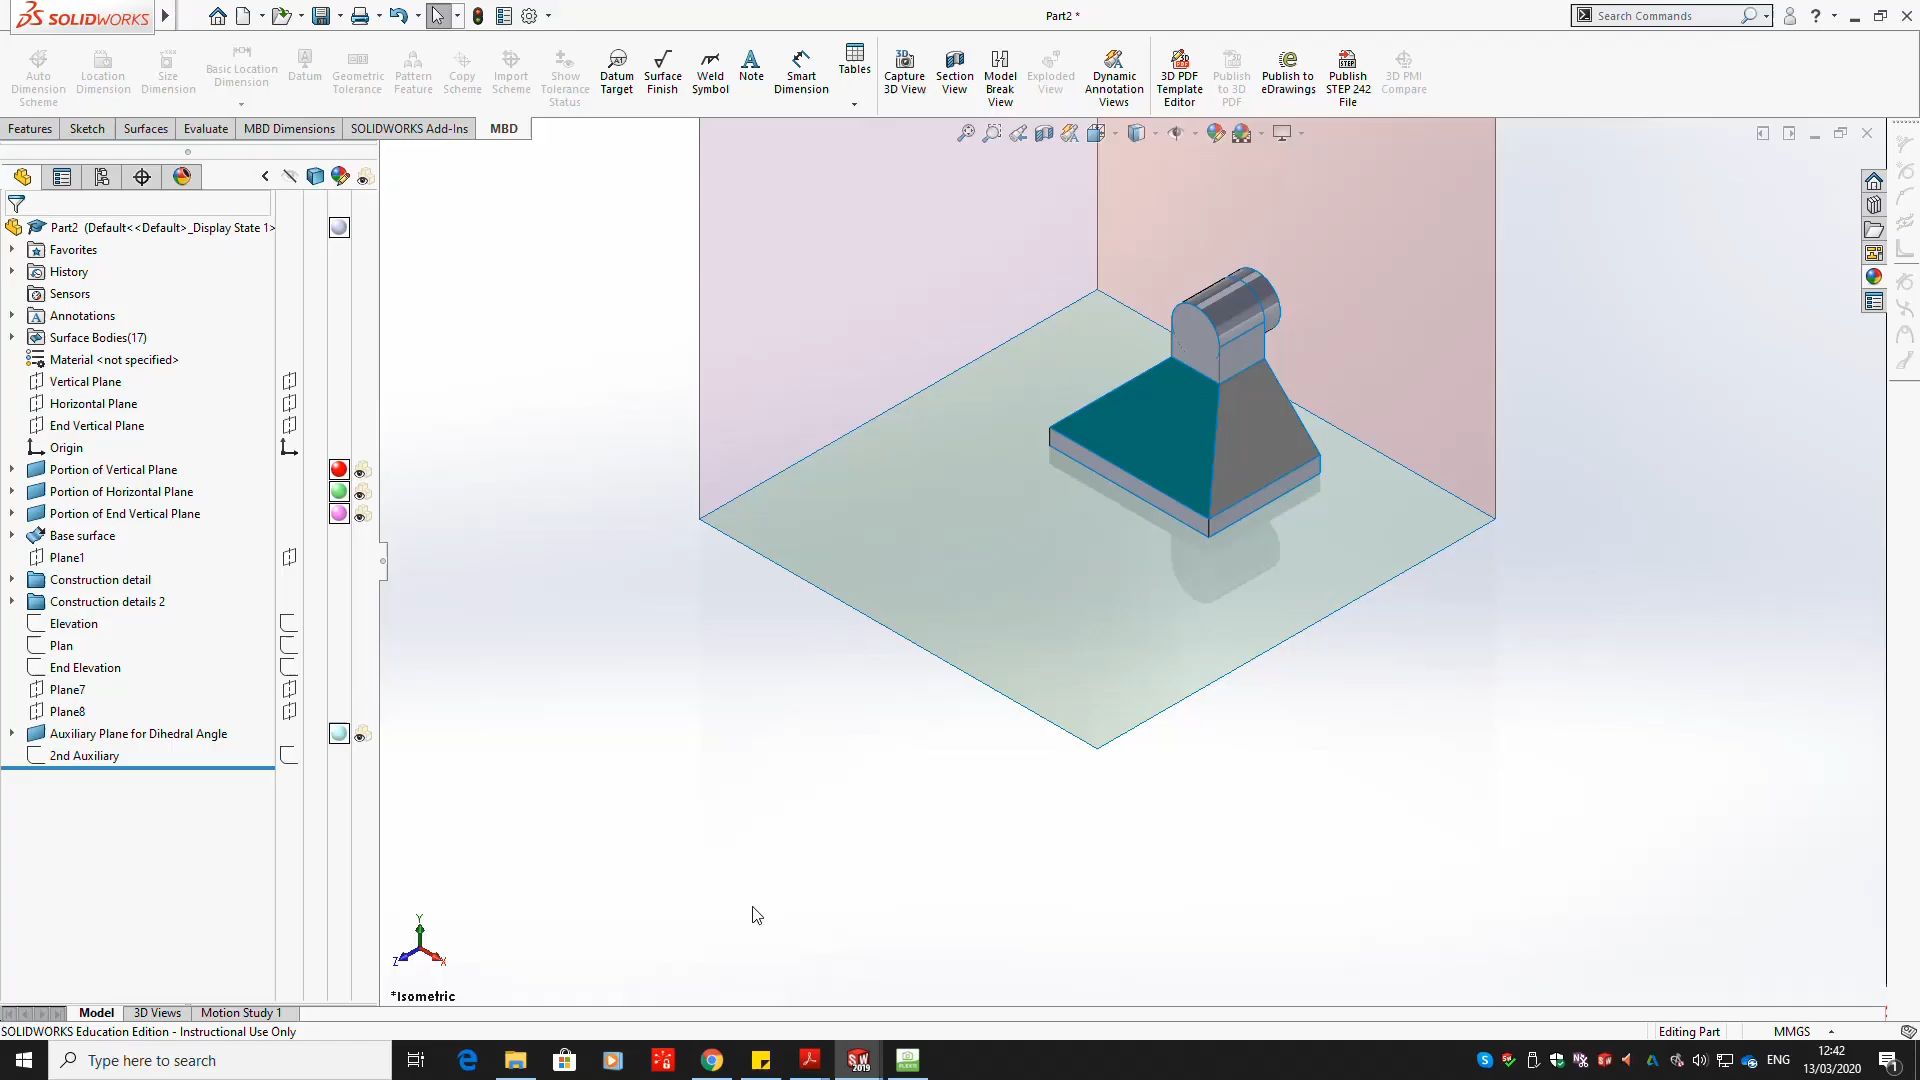 SOLIDWORKS
Part2 *
Search Commands
Auto Dimension Scheme
Location Dimension
Size Dimension
Basic Location Dimension
Datum
Geometric Tolerance
Pattern Feature
Copy Scheme
Import Scheme
Show Tolerance Status
Datum Target
Surface Finish
Weld Symbol
Note
Smart Dimension
Tables
Capture 3D View
Section View
Model Break View
Exploded View
Dynamic Annotation Views
3D PDF Template Editor
Publish to 3D PDF
Publish to eDrawings
Publish STEP 242 File
3D PMI Compare
Features
Sketch
Surfaces
Evaluate
MBD Dimensions
SOLIDWORKS Add-Ins
MBD
Part2 (Default<<Default>_Display State 1>
Favorites
History
Sensors
Annotations
Surface Bodies(17)
Material <not specified>
Vertical Plane
Horizontal Plane
End Vertical Plane
Origin
Portion of Vertical Plane
Portion of Horizontal Plane
Portion of End Vertical Plane
Base surface
Plane1
Construction detail
Construction details 2
Elevation
Plan
End Elevation
Plane7
Plane8
Auxiliary Plane for Dihedral Angle
2nd Auxiliary
Y
Z
X
*Isometric
Model
3D Views
Motion Study 1
SOLIDWORKS Education Edition - Instructional Use Only
Editing Part
MMGS
Type here to search
SW 2019
ENG
12:42
13/03/2020